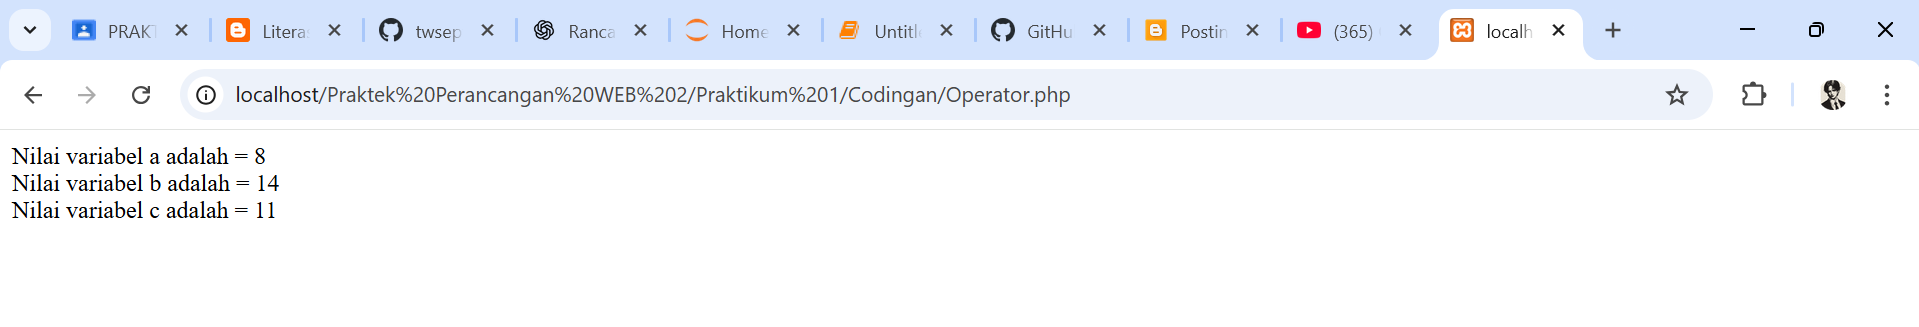 PRAKT Litera twsep Ranca Home Untitle GitHu Postin (365) localh
localhost/Praktek%20Perancangan%20WEB%202/Praktikum%201/Codingan/Operator.php
Nilai variabel a adalah = 8
Nilai variabel b adalah = 14
Nilai variabel c adalah = 11